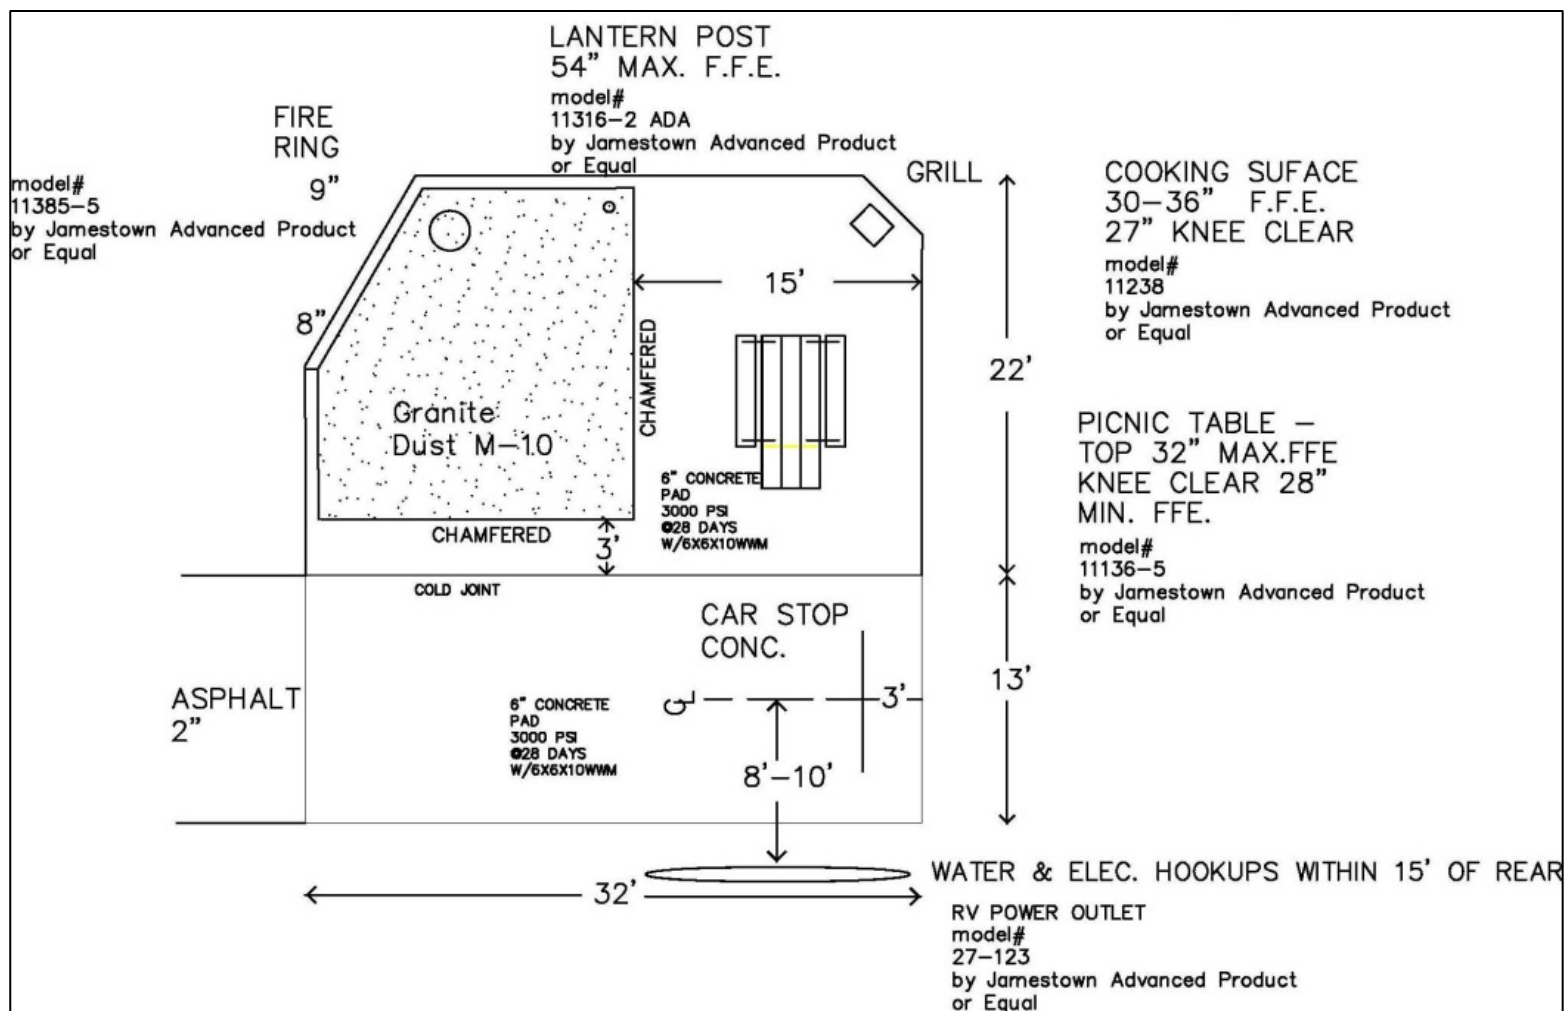 LANTERN POST
54" MAX. F.F.E.
model#
11316-2 ADA
by Jamestown Advanced Product
or Equal
FIRE
RING
9"
model#
11385-5
by Jamestown Advanced Product
or Equal
8"
GRILL
COOKING SUFACE
30-36" F.F.E.
27" KNEE CLEAR
model#
11238
by Jamestown Advanced Product
or Equal
15'
22'
CHAMFERED
Granite
Dust M-10
PICNIC TABLE -
TOP 32" MAX.FFE
KNEE CLEAR 28"
MIN. FFE.
model#
11136-5
by Jamestown Advanced Product
or Equal
6" CONCRETE
PAD
3000 PSI
@28 DAYS
W/6X6X10WWM
CHAMFERED
3'
COLD JOINT
CAR STOP
CONC.
ASPHALT
2"
6" CONCRETE
PAD
3000 PSI
@28 DAYS
W/6X6X10WWM
CL
3'
13'
8'-10'
WATER & ELEC. HOOKUPS WITHIN 15' OF REAR
32'
RV POWER OUTLET
model#
27-123
by Jamestown Advanced Product
or Equal